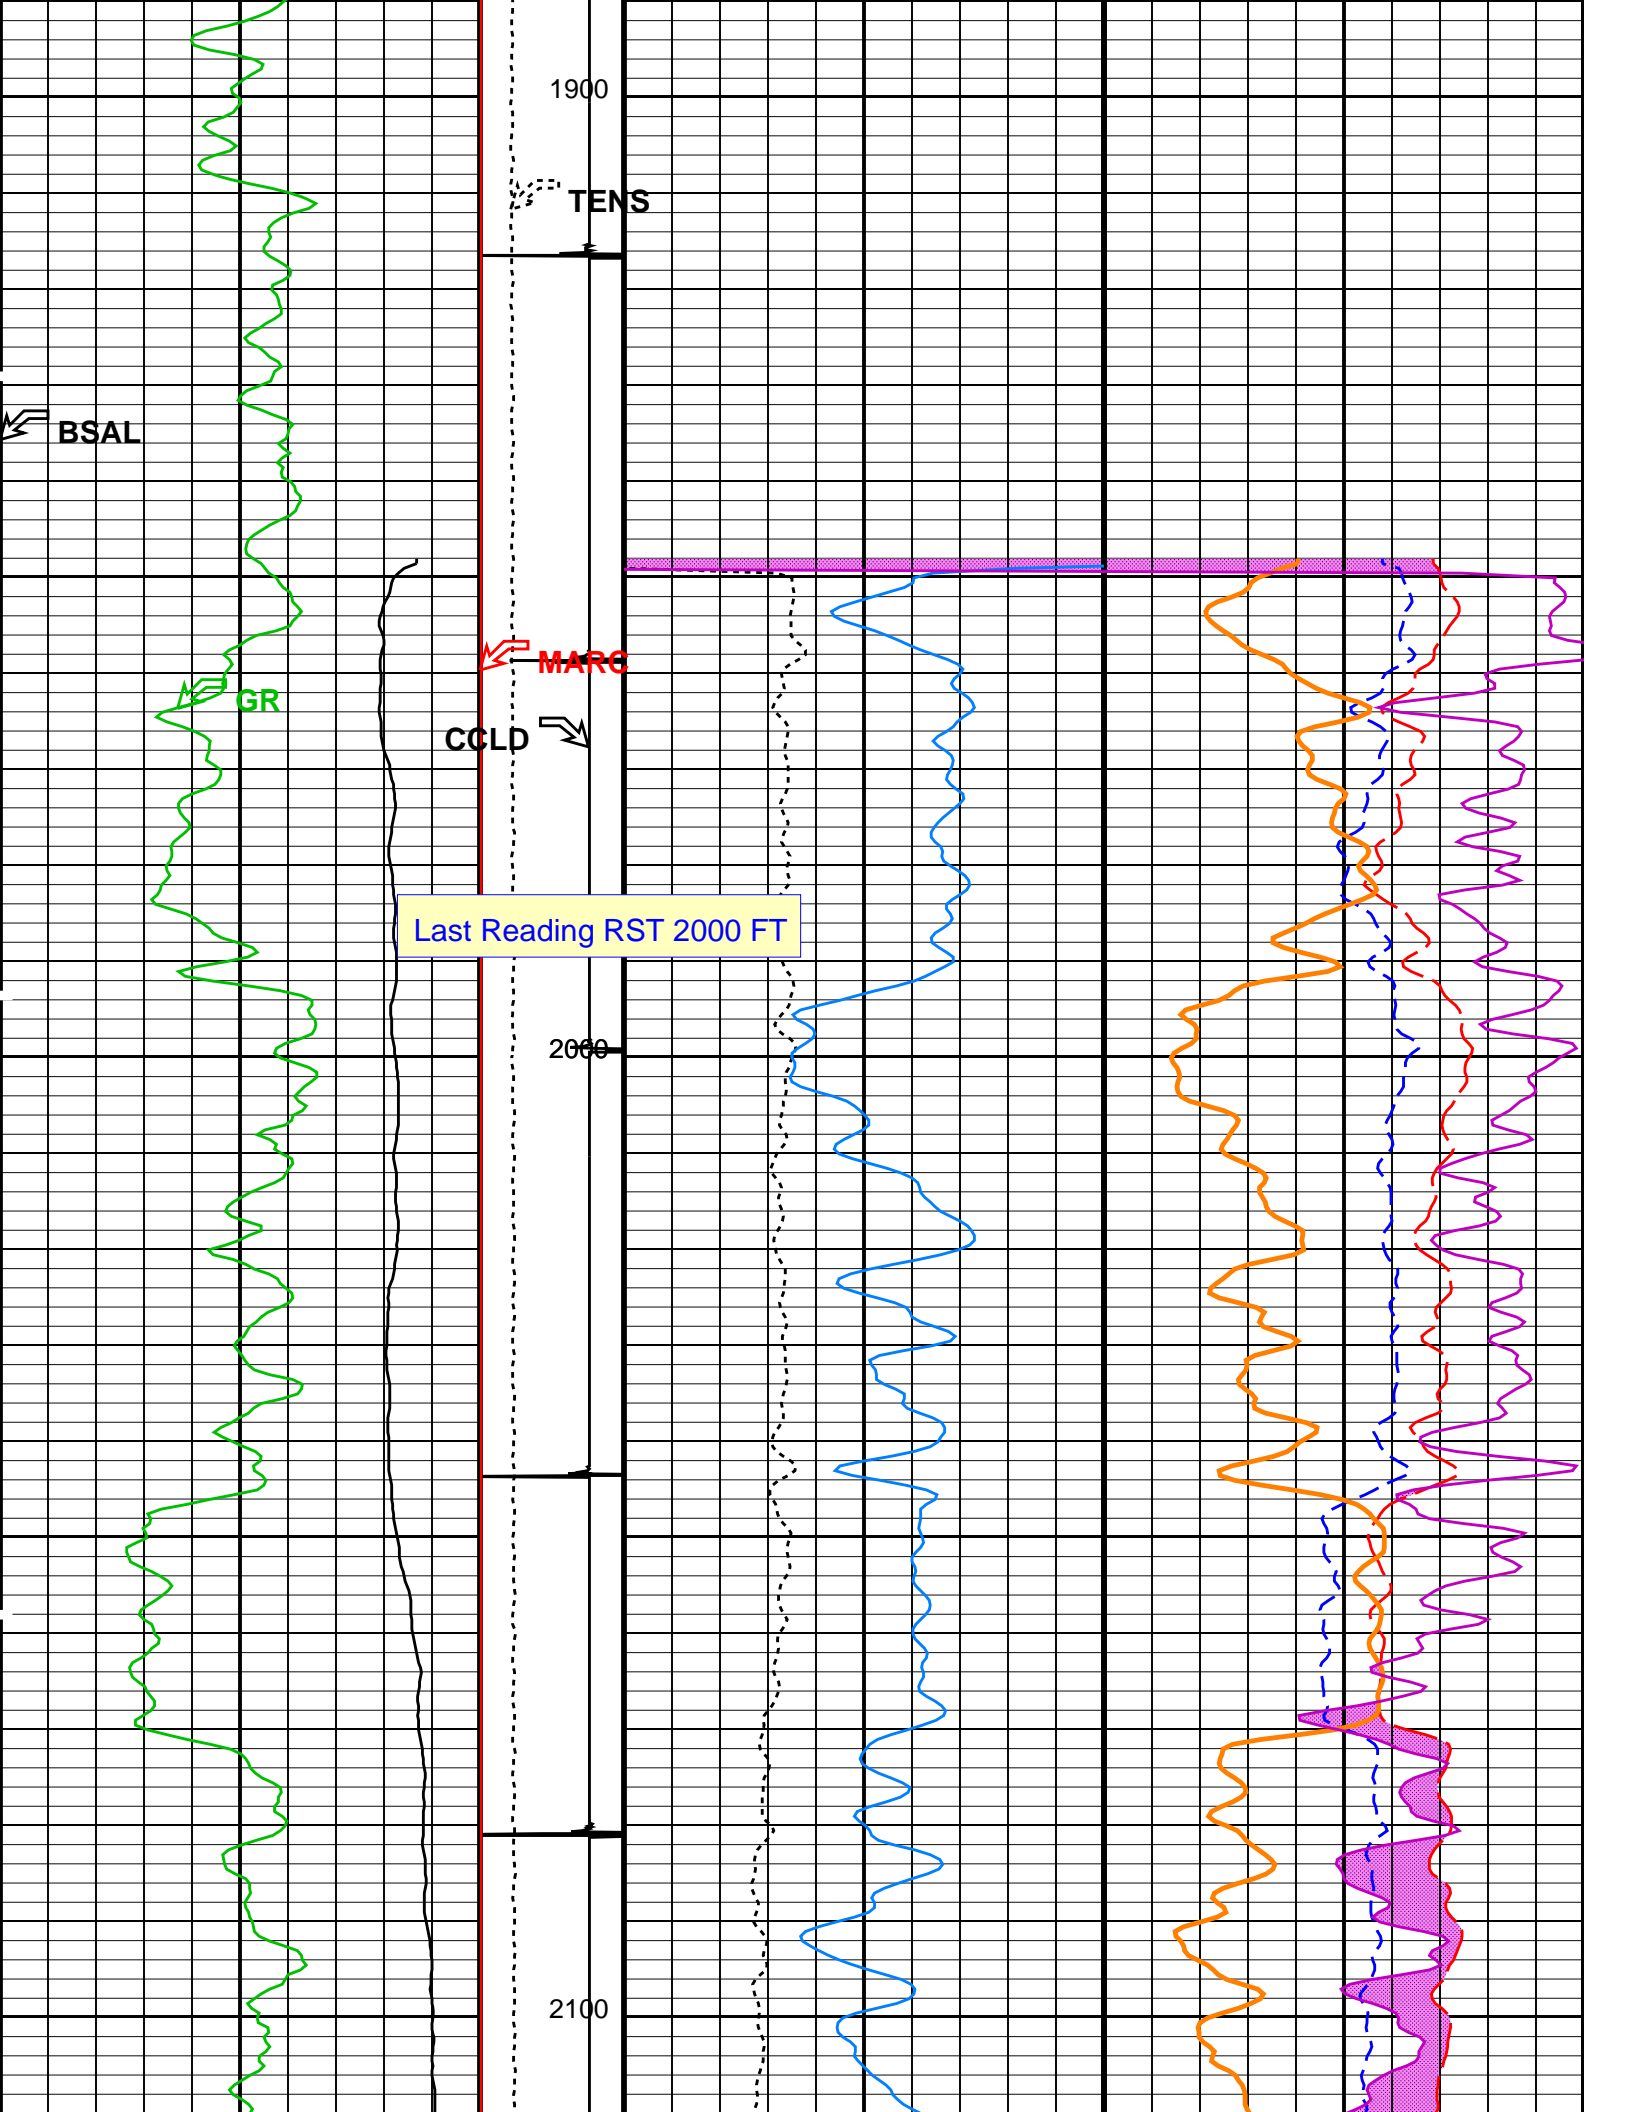 1900
TENS
BSAL
MARC
GR
CCLD
Last Reading RST 2000 FT
2000
2100